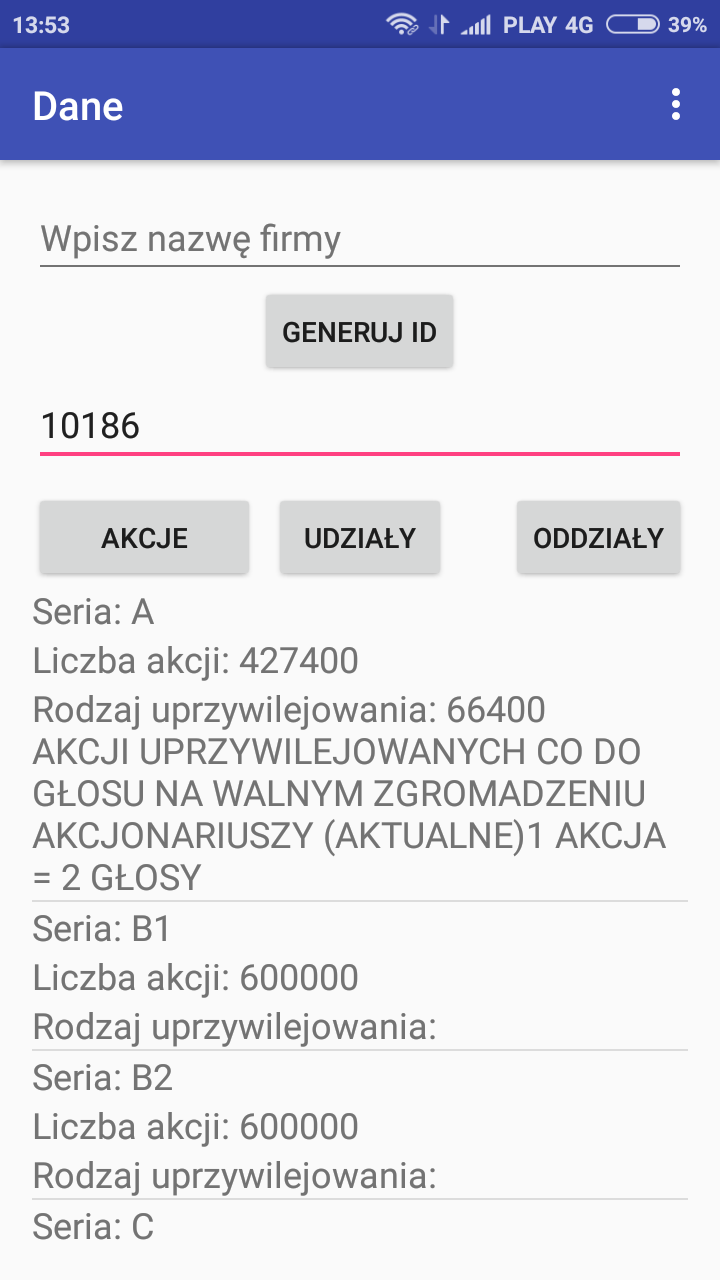 13:53 PLAY 4G 39%
Dane
Wpisz nazwę firmy
GENERUJ ID
10186
AKCJE UDZIAŁY ODDZIAŁY
Seria: A
Liczba akcji: 427400
Rodzaj uprzywilejowania: 66400
AKCJI UPRZYWILEJOWANYCH CO DO
GŁOSU NA WALNYM ZGROMADZENIU
AKCJONARIUSZY (AKTUALNE)1 AKCJA
= 2 GŁOSY
Seria: B1
Liczba akcji: 600000
Rodzaj uprzywilejowania:
Seria: B2
Liczba akcji: 600000
Rodzaj uprzywilejowania:
Seria: C